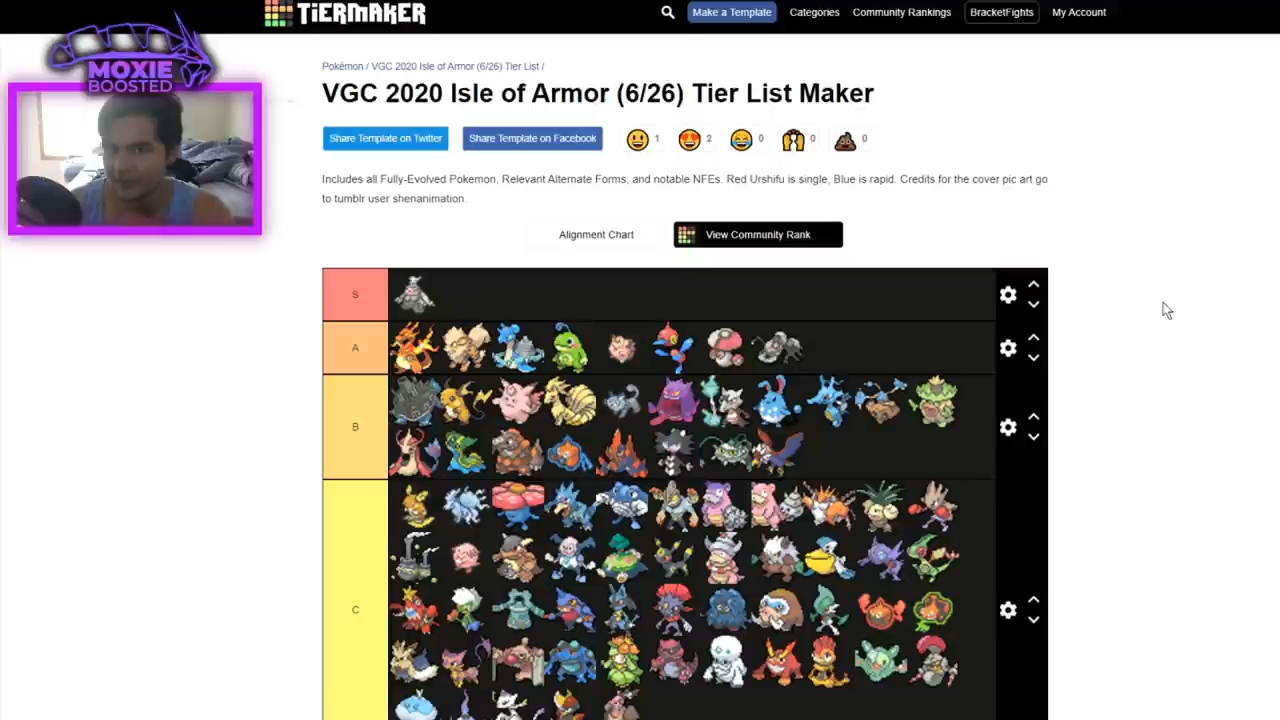 TIERMAKER
Make a Template Categories Community Rankings BracketFights My Account
MOXIE
BOOSTED
Pokémon / VGC 2020 Isle of Armor (6/26) Tier List /
VGC 2020 Isle of Armor (6/26) Tier List Maker
Share Template on Twitter Share Template on Facebook 1 2 0 0 0
Includes all Fully-Evolved Pokemon, Relevant Alternate Forms, and notable NFEs. Red Urshifu is single, Blue is rapid. Credits for the cover pic art go
to tumblr user shenanimation.
Alignment Chart View Community Rank
S
A
B
C